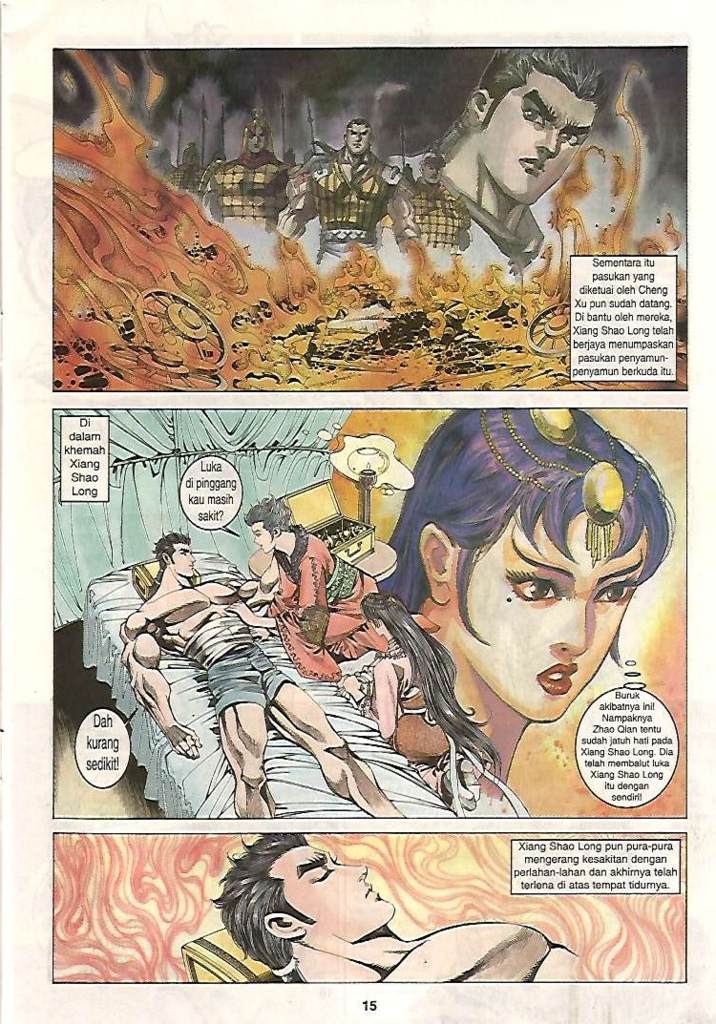 Sementara itu
pasukan yang
diketuai oleh Cheng
Xu pun sudah datang.
Di bantu oleh mereka,
Xiang Shao Long telah
berjaya menumpaskan
pasukan penyamun-
penyamun berkuda itu.
Di
dalam
khemah
Xiang
Shao
Long
Luka
di pinggang
kau masih
sakit?
Dah
kurang
sedikit!
Buruk
akibatnya ini!
Nampaknya
Zhao Qian tentu
sudah jatuh hati pada
Xiang Shao Long. Dia
telah membalut luka
Xiang Shao Long
itu dengan
sendiri!
Xiang Shao Long pun pura-pura
mengerang kesakitan dengan
perlahan-lahan dan akhirnya telah
terlena di atas tempat tidurnya.
15